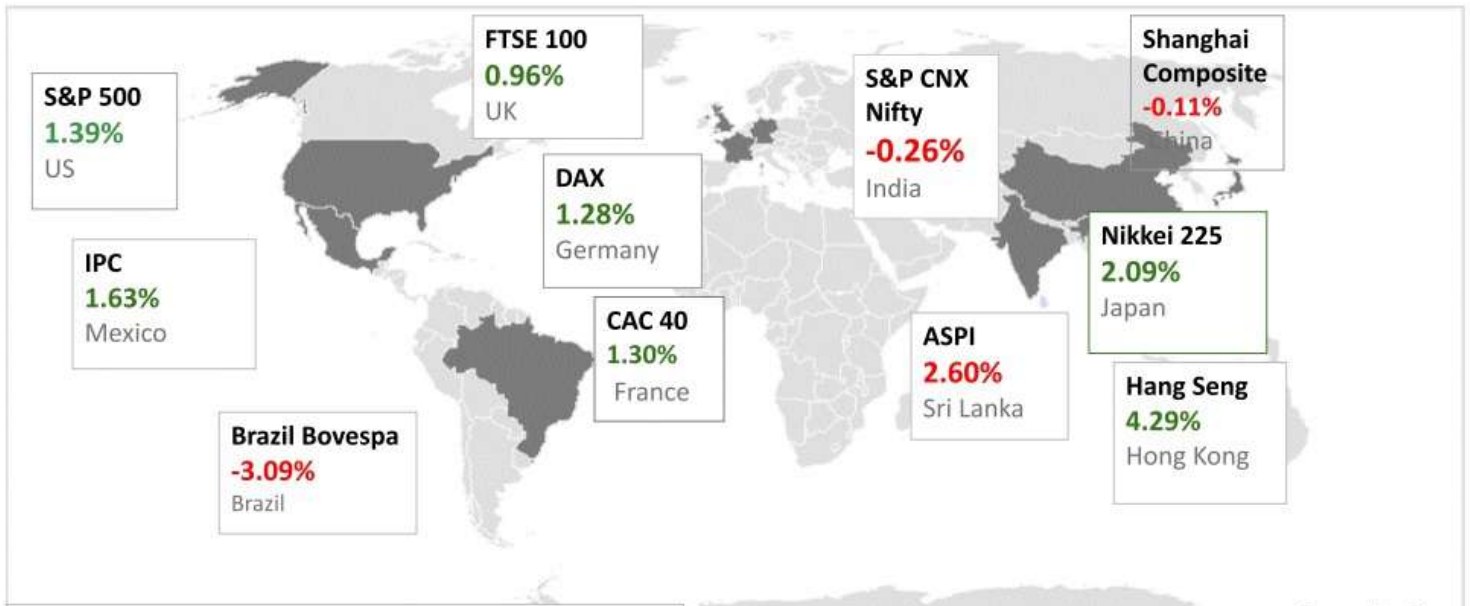 S&P 500
1.39%
US
FTSE 100
0.96%
UK
S&P CNX
Nifty
-0.26%
India
Shanghai
Composite
-0.11%
China
DAX
1.28%
Germany
IPC
1.63%
Mexico
Nikkei 225
2.09%
Japan
CAC 40
1.30%
France
ASPI
2.60%
Sri Lanka
Hang Seng
4.29%
Hong Kong
Brazil Bovespa
-3.09%
Brazil